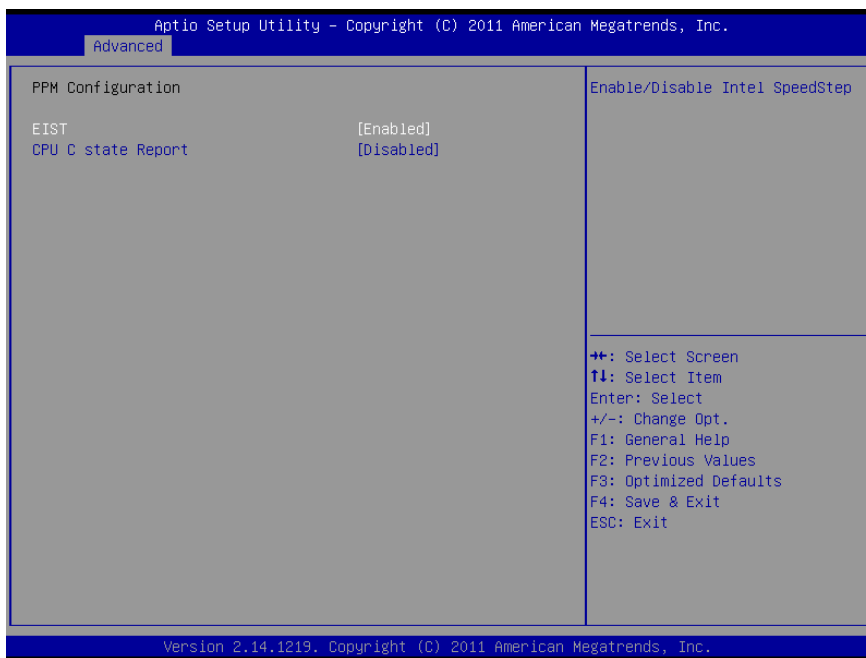 Aptio Setup Utility – Copyright (C) 2011 American Megatrends, Inc.
Advanced
PPM Configuration
EIST [Enabled]
CPU C state Report [Disabled]
Enable/Disable Intel SpeedStep
→←: Select Screen
↑↓: Select Item
Enter: Select
+/-: Change Opt.
F1: General Help
F2: Previous Values
F3: Optimized Defaults
F4: Save & Exit
ESC: Exit
Version 2.14.1219. Copyright (C) 2011 American Megatrends, Inc.